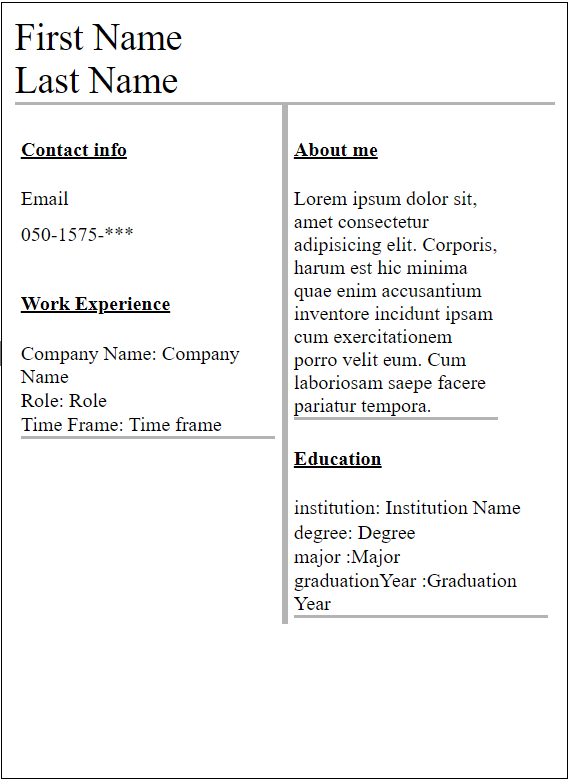 First Name
Last Name
Contact info
Email
050-1575-***
Work Experience
Company Name: Company
Name
Role: Role
Time Frame: Time frame
About me
Lorem ipsum dolor sit,
amet consectetur
adipisicing elit. Corporis,
harum est hic minima
quae enim accusantium
inventore incidunt ipsam
cum exercitationem
porro velit eum. Cum
laboriosam saepe facere
pariatur tempora.
Education
institution: Institution Name
degree: Degree
major :Major
graduationYear :Graduation
Year